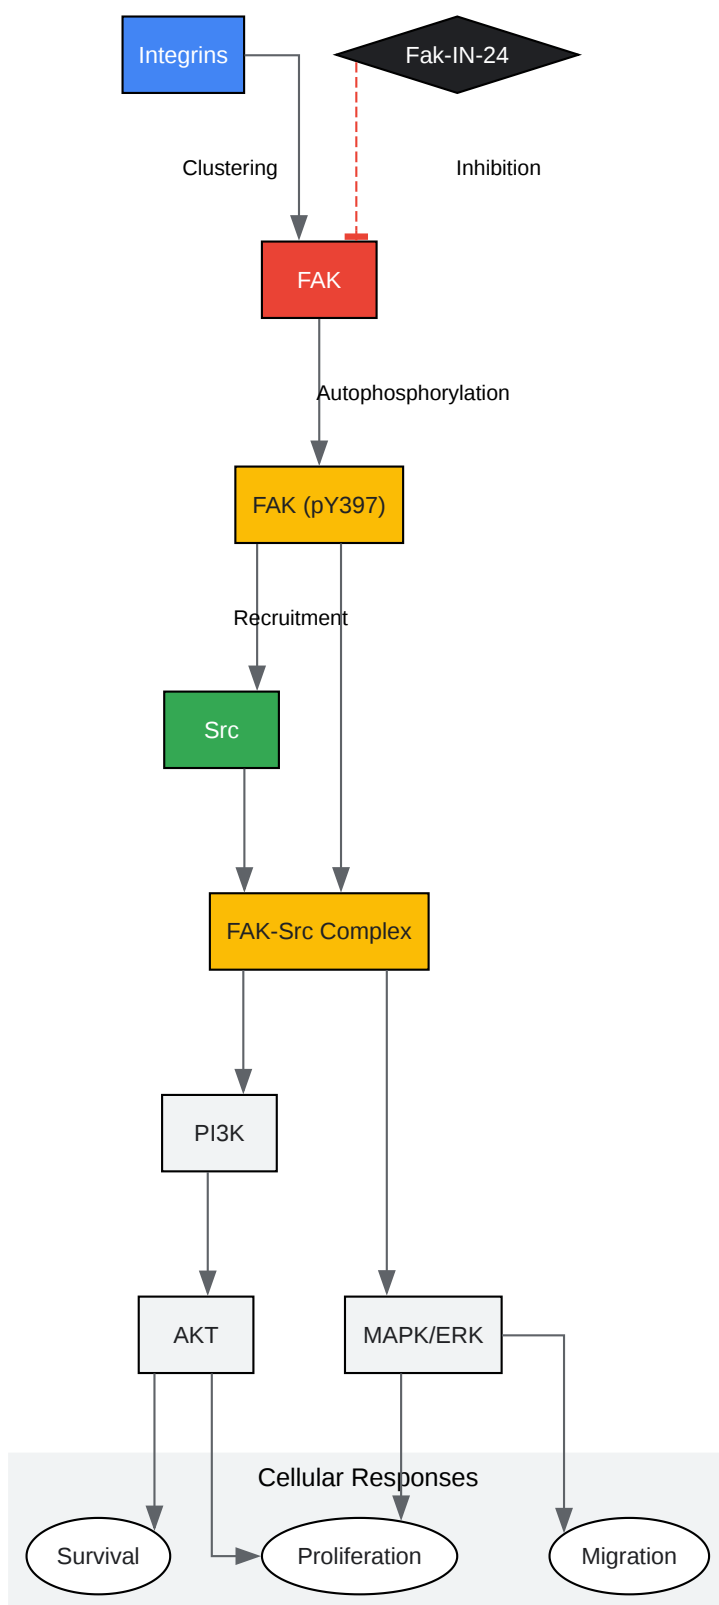 Integrins
Fak-IN-24
Clustering
Inhibition
FAK
Autophosphorylation
FAK (pY397)
Recruitment
Src
FAK-Src Complex
PI3K
AKT
MAPK/ERK
Cellular Responses
Survival
Proliferation
Migration